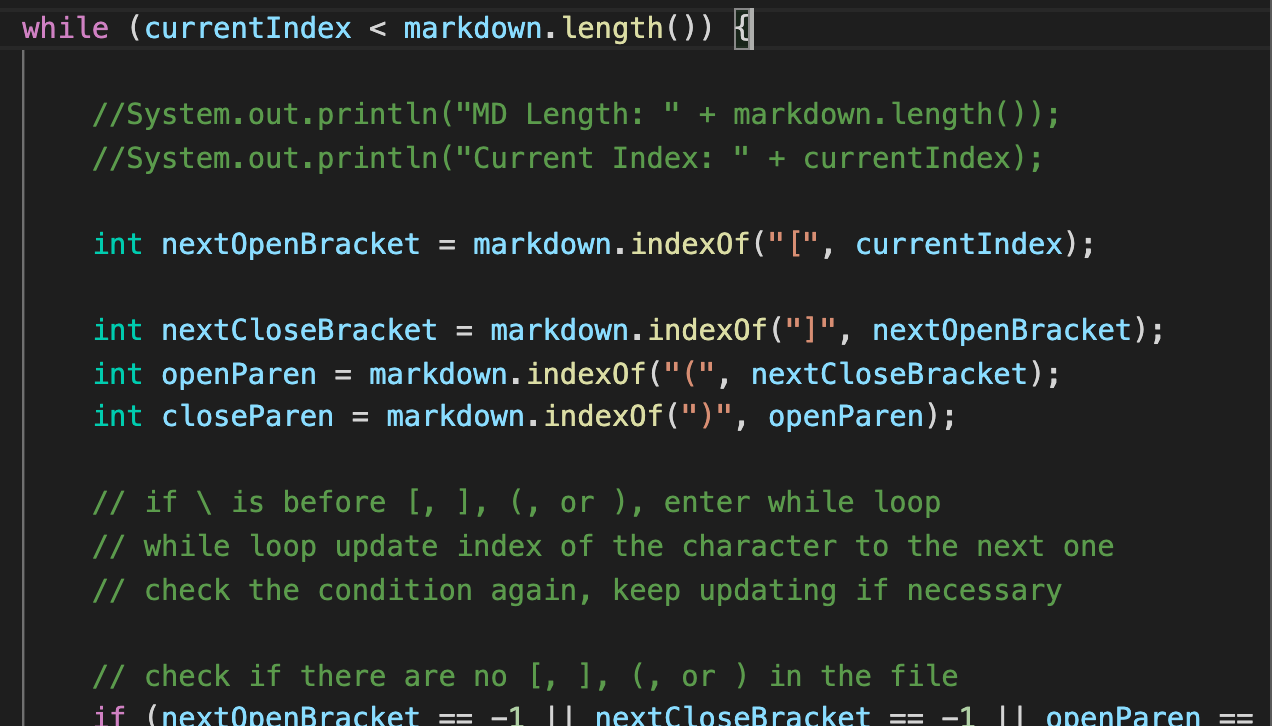 while (currentIndex < markdown.length()) {
//System.out.println("MD Length: " + markdown.length());
//System.out.println("Current Index: " + currentIndex);
int nextOpenBracket = markdown.indexOf("[", currentIndex);
int nextCloseBracket = markdown.indexOf("]", nextOpenBracket);
int openParen = markdown.indexOf("(", nextCloseBracket);
int closeParen = markdown.indexOf(")", openParen);
// if \ is before [, ], (, or ), enter while loop
// while loop update index of the character to the next one
// check the condition again, keep updating if necessary
// check if there are no [, ], (, or ) in the file
if (nextOpenBracket == -1 || nextCloseBracket == -1 || openParen ==